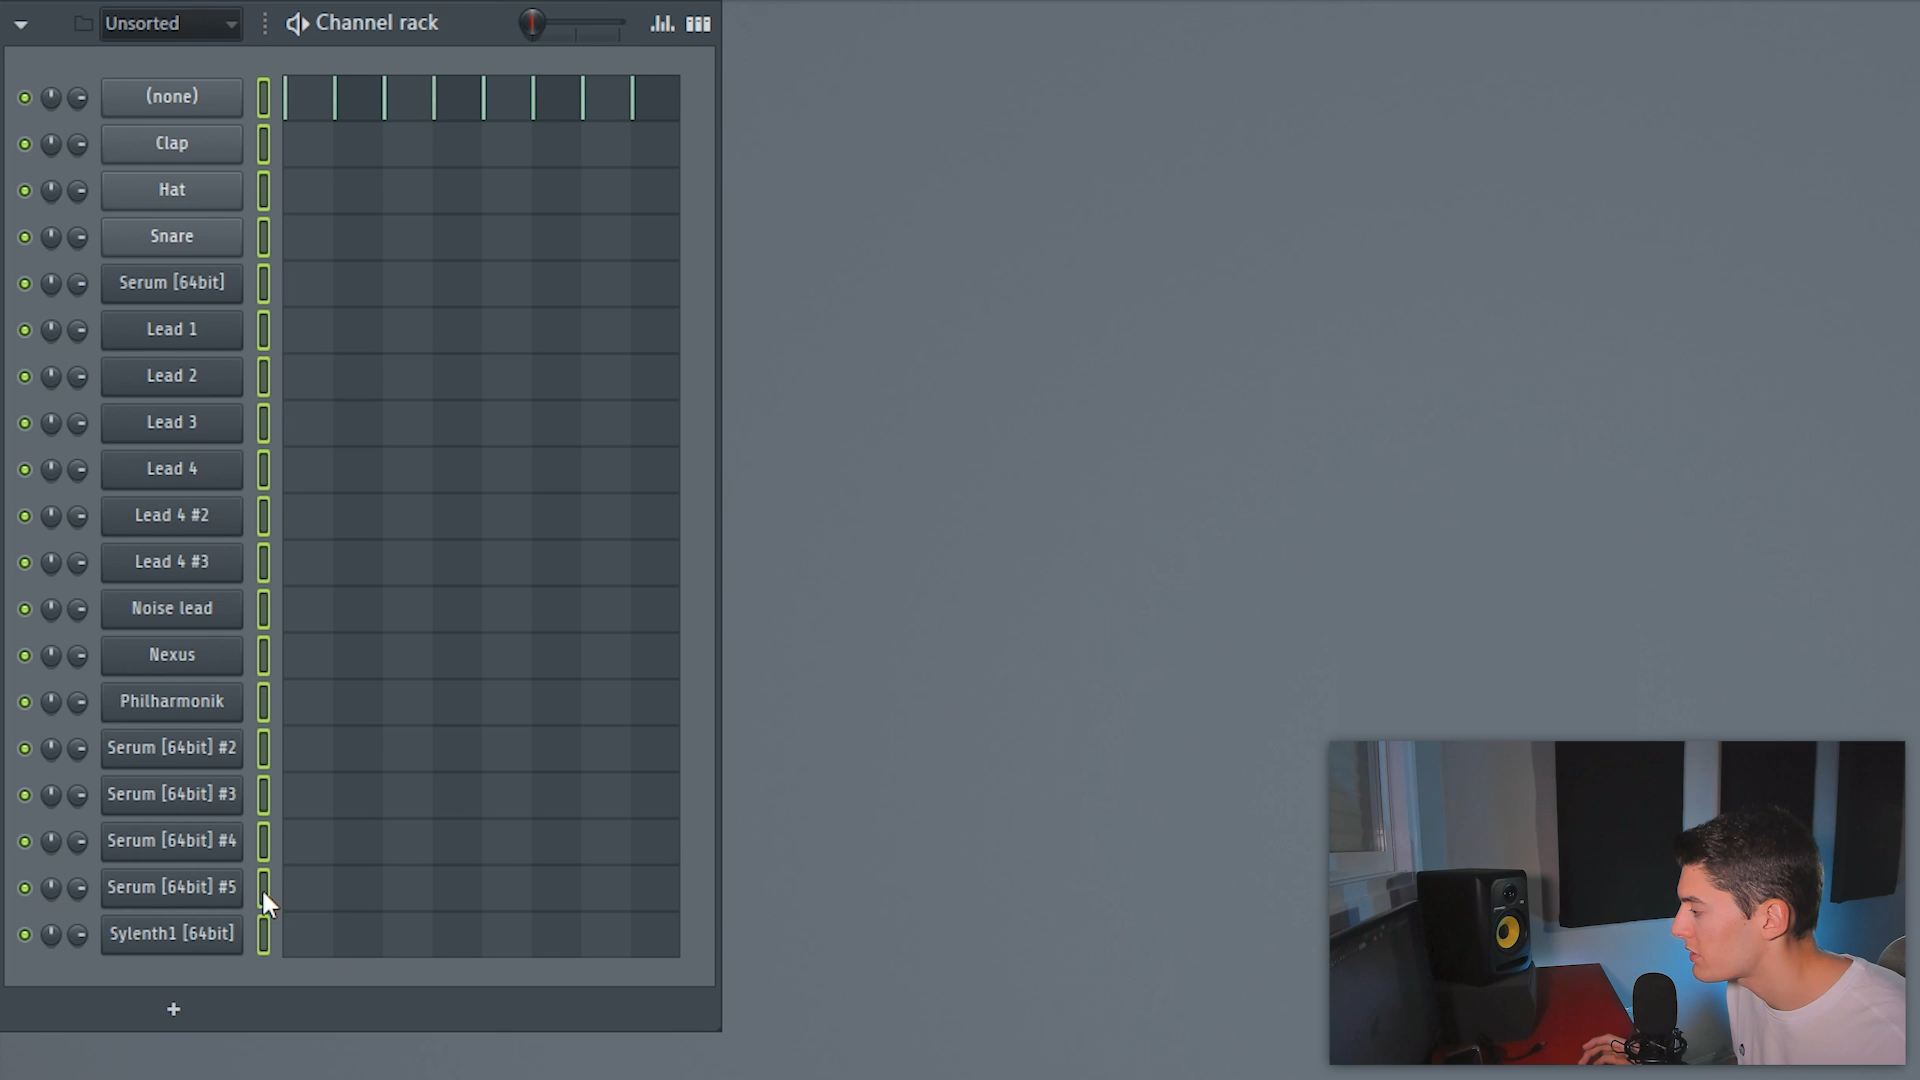 Unsorted
Channel rack
(none)
Clap
Hat
Snare
Serum [64bit]
Lead 1
Lead 2
Lead 3
Lead 4
Lead 4 #2
Lead 4 #3
Noise lead
Nexus
Philharmonik
Serum [64bit] #2
Serum [64bit] #3
Serum [64bit] #4
Serum [64bit] #5
Sylenth1 [64bit]
+